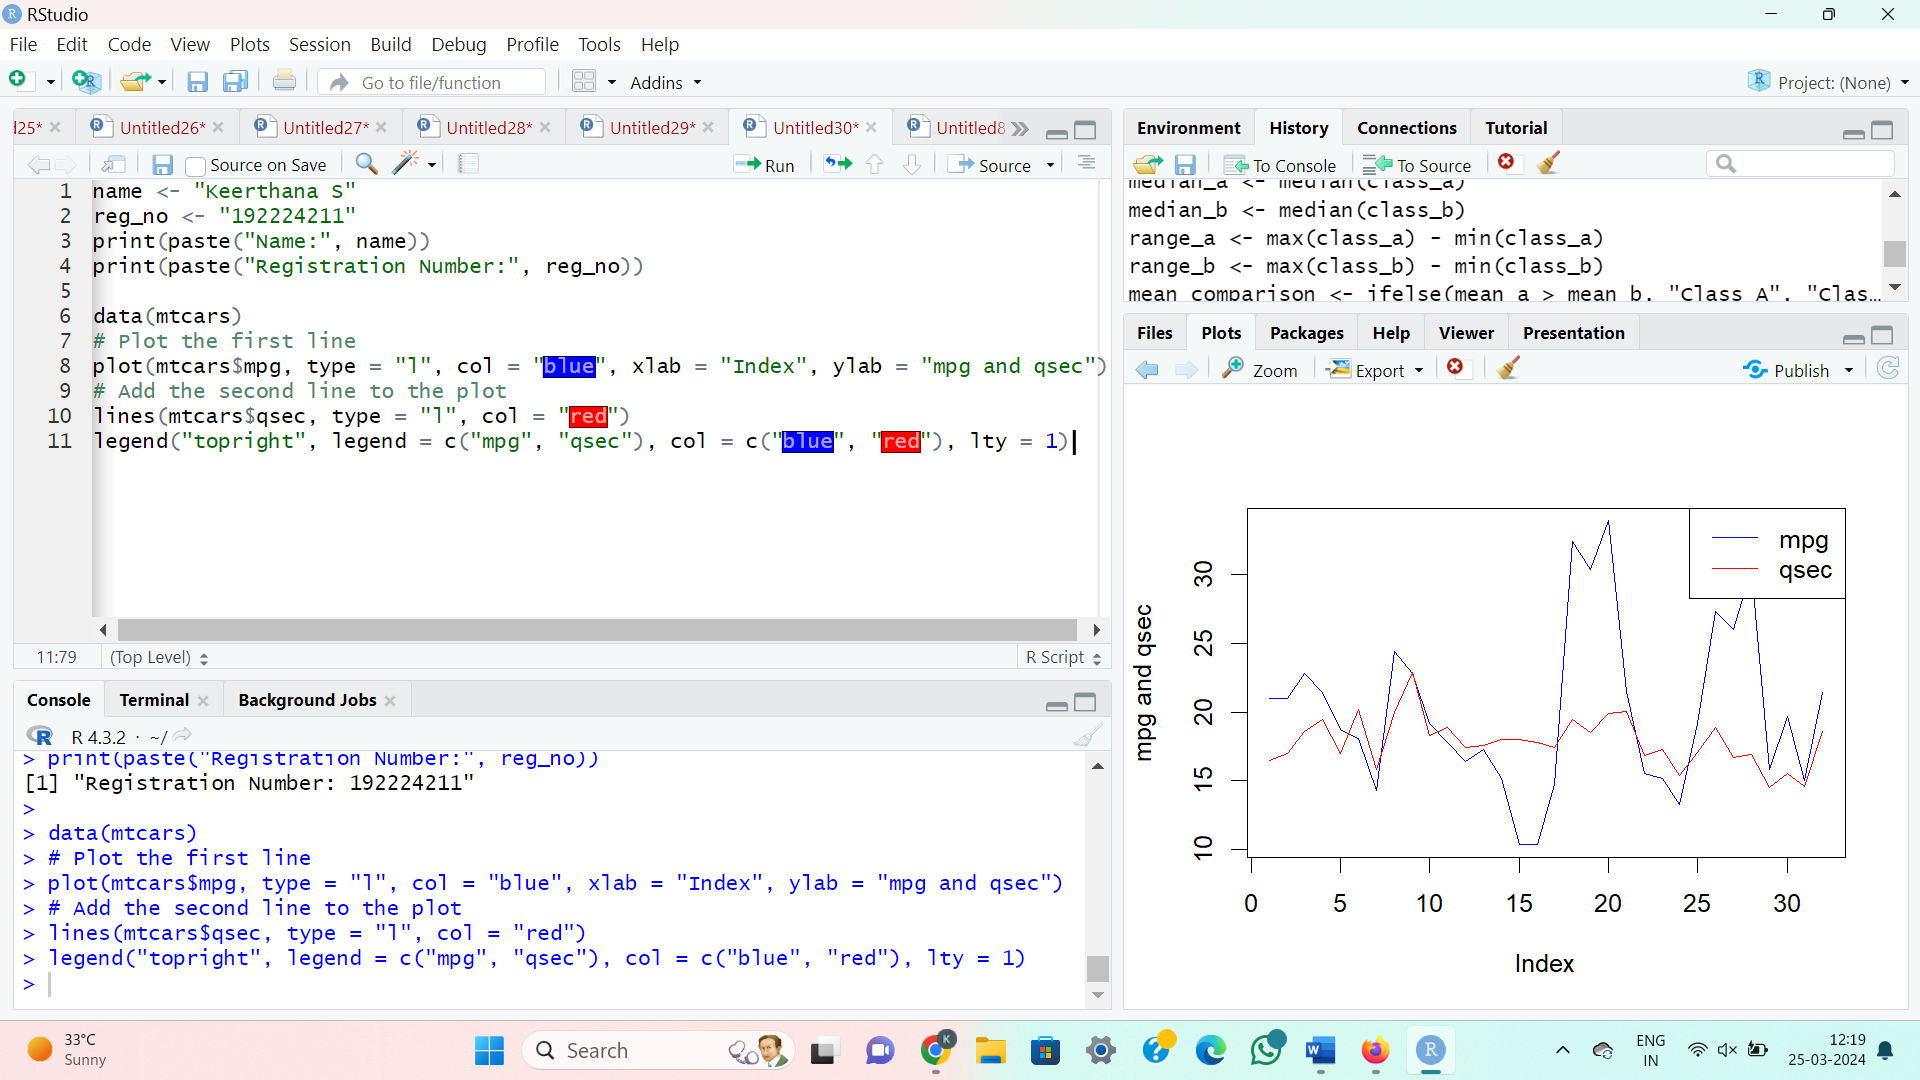 RStudio
File Edit Code View Plots Session Build Debug Profile Tools Help
Go to file/function Addins Project: (None)
d25* Untitled26* Untitled27* Untitled28* Untitled29* Untitled30* Untitled8
Source on Save Run Source
1 name <- "Keerthana S"
2 reg_no <- "192224211"
3 print(paste("Name:", name))
4 print(paste("Registration Number:", reg_no))
5
6 data(mtcars)
7 # Plot the first line
8 plot(mtcars$mpg, type = "l", col = "blue", xlab = "Index", ylab = "mpg and qsec")
9 # Add the second line to the plot
10 lines(mtcars$qsec, type = "l", col = "red")
11 legend("topright", legend = c("mpg", "qsec"), col = c("blue", "red"), lty = 1)
11:79 (Top Level) R Script
Console Terminal Background Jobs
R 4.3.2 · ~/
> print(paste("Registration Number:", reg_no))
[1] "Registration Number: 192224211"
>
> data(mtcars)
> # Plot the first line
> plot(mtcars$mpg, type = "l", col = "blue", xlab = "Index", ylab = "mpg and qsec")
> # Add the second line to the plot
> lines(mtcars$qsec, type = "l", col = "red")
> legend("topright", legend = c("mpg", "qsec"), col = c("blue", "red"), lty = 1)
>
Environment History Connections Tutorial
To Console To Source
median_a <- median(class_a)
median_b <- median(class_b)
range_a <- max(class_a) - min(class_a)
range_b <- max(class_b) - min(class_b)
mean_comparison <- ifelse(mean_a > mean_b, "Class A", "Clas...
Files Plots Packages Help Viewer Presentation
Zoom Export Publish
mpg
qsec
mpg and qsec
30
25
20
15
10
0 5 10 15 20 25 30
Index
33°C
Sunny
Search
K
ENG
IN
12:19
25-03-2024